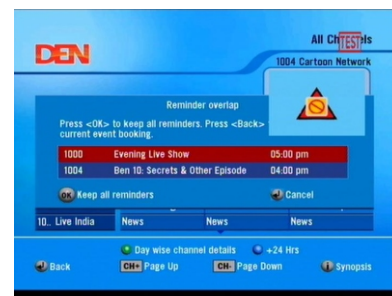 DEN
All Ch TEST ls
1004 Cartoon Network
Reminder overlap
Press <OK> to keep all reminders. Press <Back>
current event booking.
1000 Evening Live Show 05:00 pm
1004 Ben 10: Secrets & Other Episode 04:00 pm
OK Keep all reminders Cancel
10.. Live India News News News
Day wise channel details +24 Hrs
Back CH+ Page Up CH- Page Down Synopsis